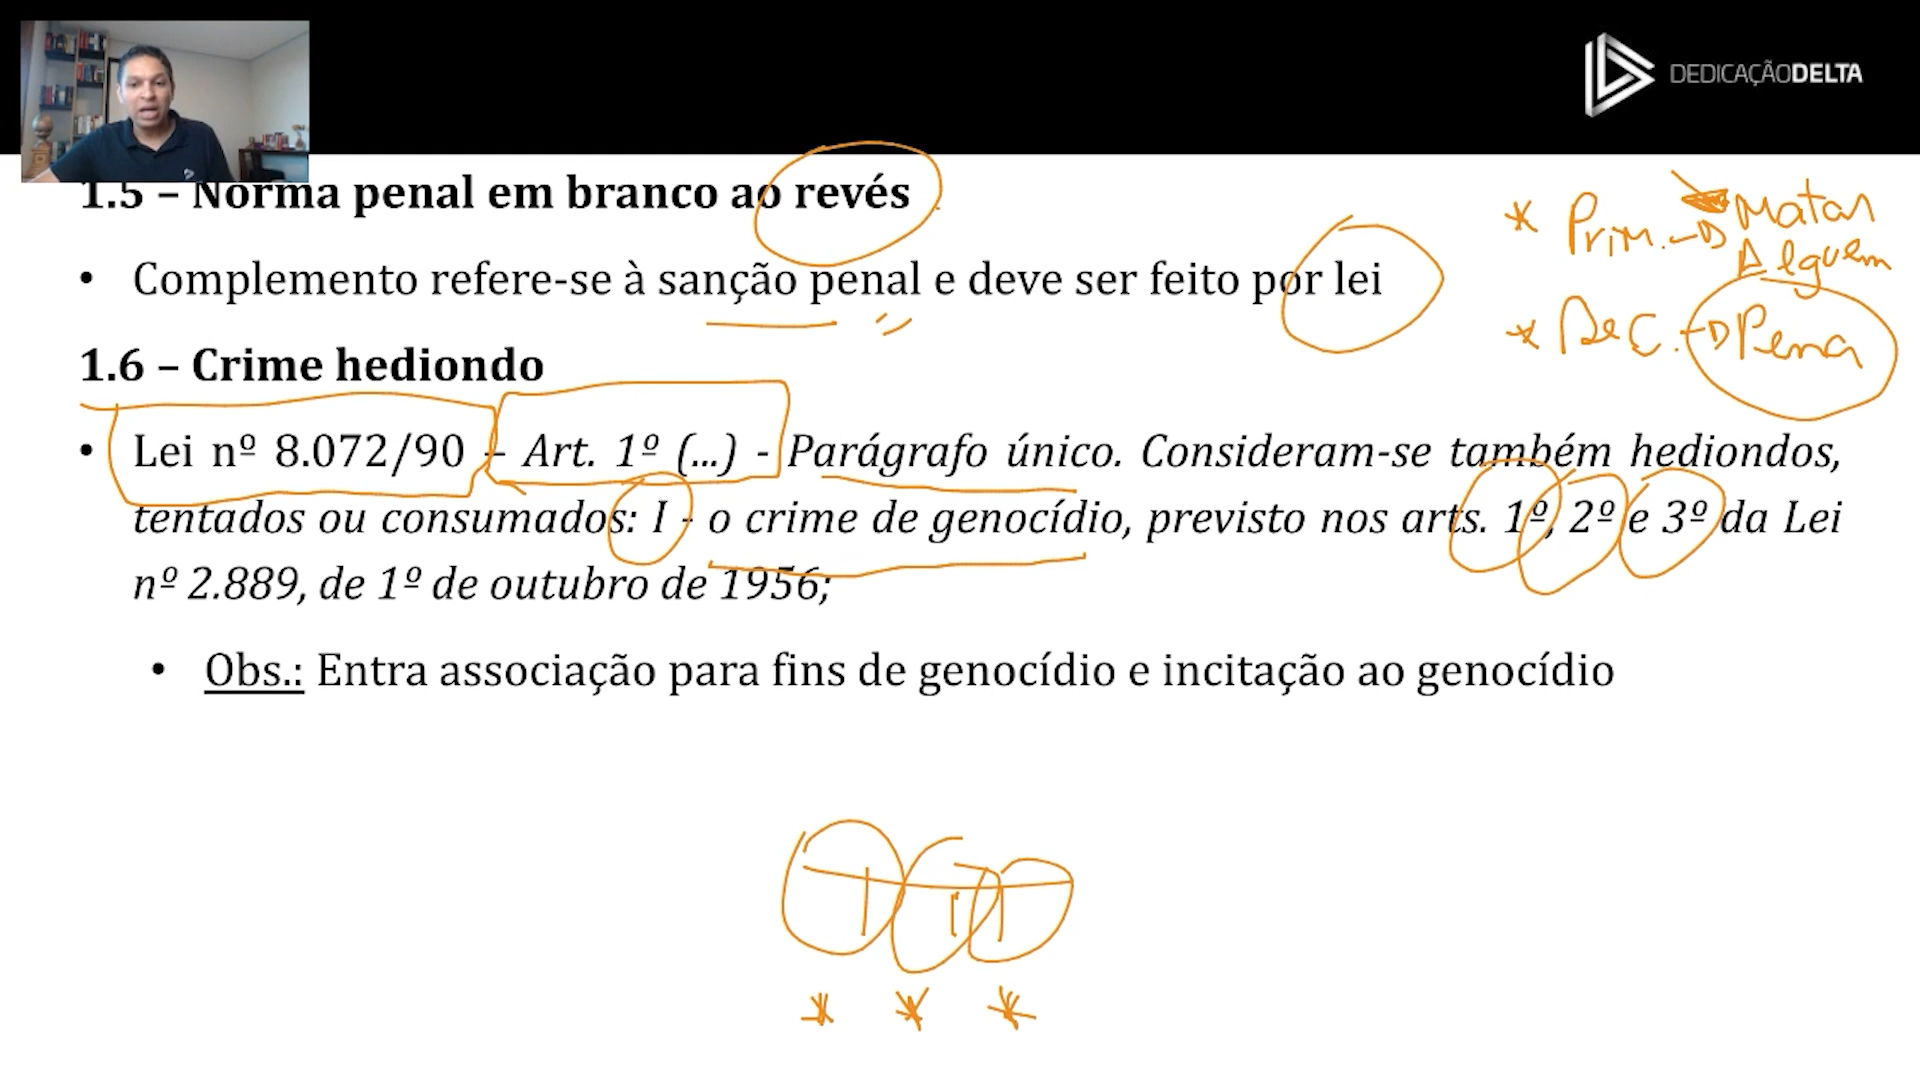 DEDICAÇÃODELTA
1.5 – Norma penal em branco ao revés
• Complemento refere-se à sanção penal e deve ser feito por lei
* Prim. → Matar
Alguém
* Sec. → Pena
1.6 – Crime hediondo
• Lei nº 8.072/90 – Art. 1º (...) - Parágrafo único. Consideram-se também hediondos,
tentados ou consumados: I - o crime de genocídio, previsto nos arts. 1º, 2º e 3º da Lei
nº 2.889, de 1º de outubro de 1956;
• Obs.: Entra associação para fins de genocídio e incitação ao genocídio
* * *